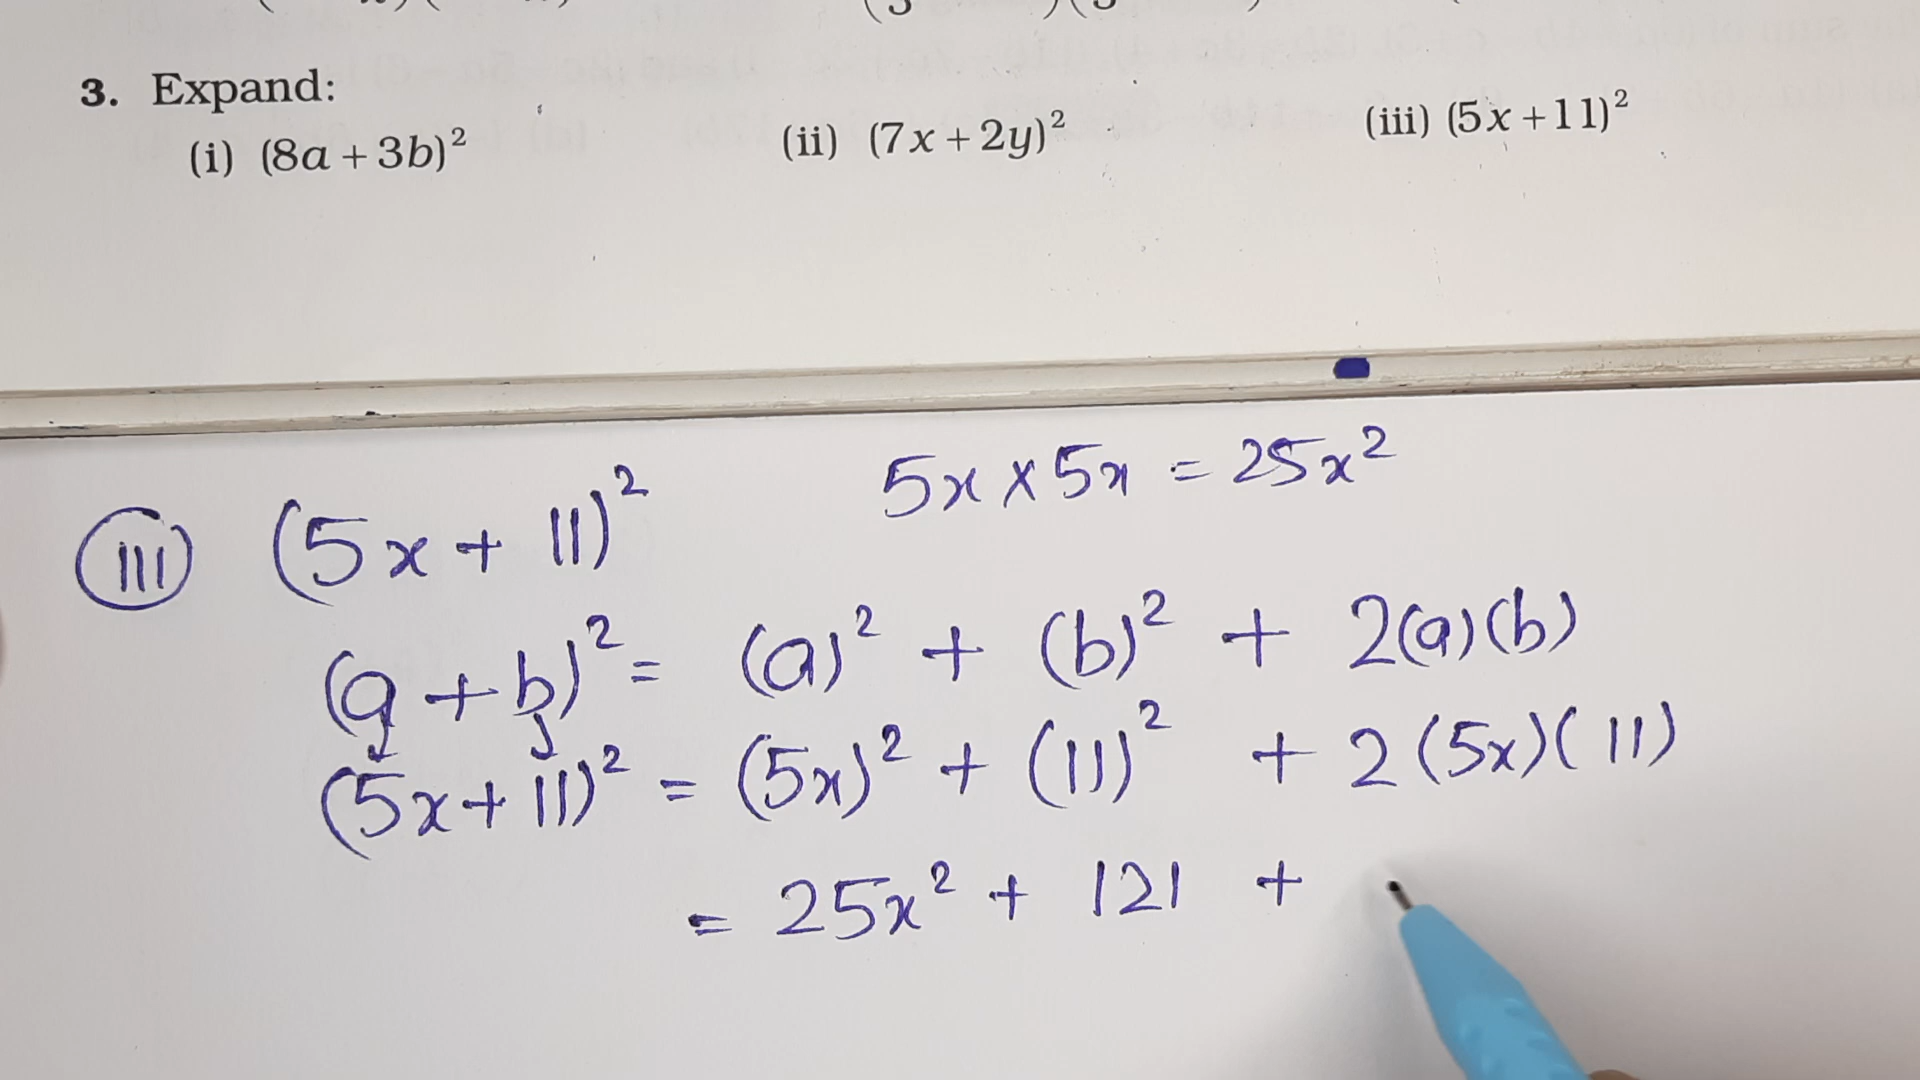 3. Expand:
(i) (8a + 3b)² (ii) (7x + 2y)² (iii) (5x + 11)²
5x × 5x = 25x²
(iii) (5x + 11)²
(a + b)² = (a)² + (b)² + 2(a)(b)
(5x + 11)² = (5x)² + (11)² + 2(5x)(11)
= 25x² + 121 +